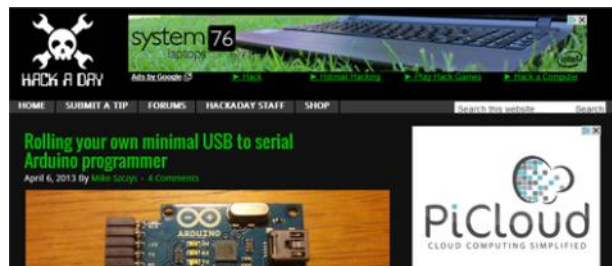 HACK A DAY
system 76
laptops
intel
Ads by Google
► Hack
► Hotmail Hacking
► Play Hack Games
► Hack a Computer
HOME
SUBMIT A TIP
FORUMS
HACKADAY STAFF
SHOP
Search this website
Search
Rolling your own minimal USB to serial
Arduino programmer
April 6, 2013 By Mike Szczys - 4 Comments
ARDUINO
PiCloud
CLOUD COMPUTING SIMPLIFIED